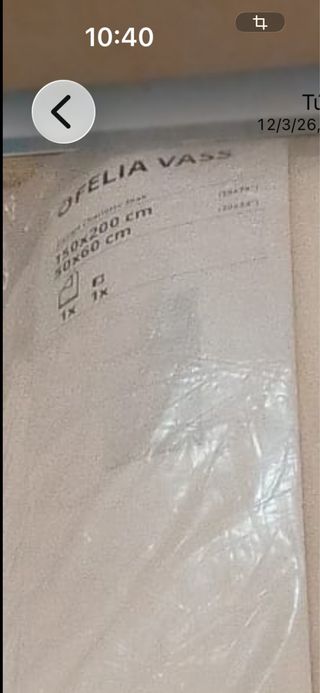 10:40
Tú
12/3/26,
OFELIA VASS
150x200 cm
50x60 cm
1x 1x